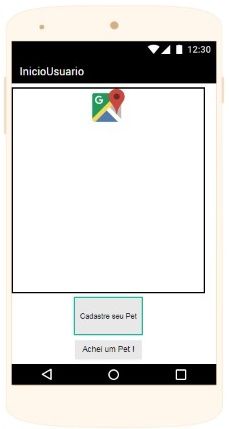 12:30
InicioUsuario
G
Cadastre seu Pet
Achei um Pet !